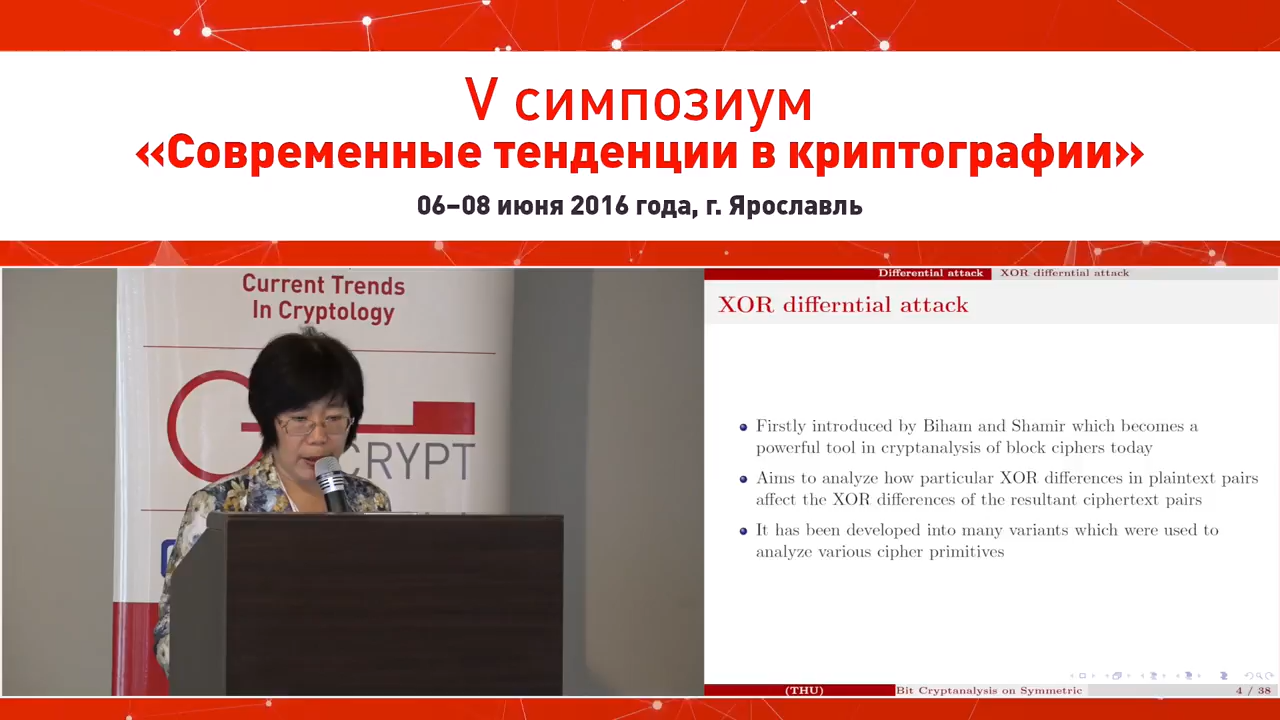 V симпозиум
«Современные тенденции в криптографии»
06–08 июня 2016 года, г. Ярославль
Current Trends
In Cryptology
CRYPT
Differential attack XOR differntial attack
XOR differntial attack
Firstly introduced by Biham and Shamir which becomes a
powerful tool in cryptanalysis of block ciphers today
Aims to analyze how particular XOR differences in plaintext pairs
affect the XOR differences of the resultant ciphertext pairs
It has been developed into many variants which were used to
analyze various cipher primitives
(THU) Bit Cryptanalysis on Symmetric 4 / 38